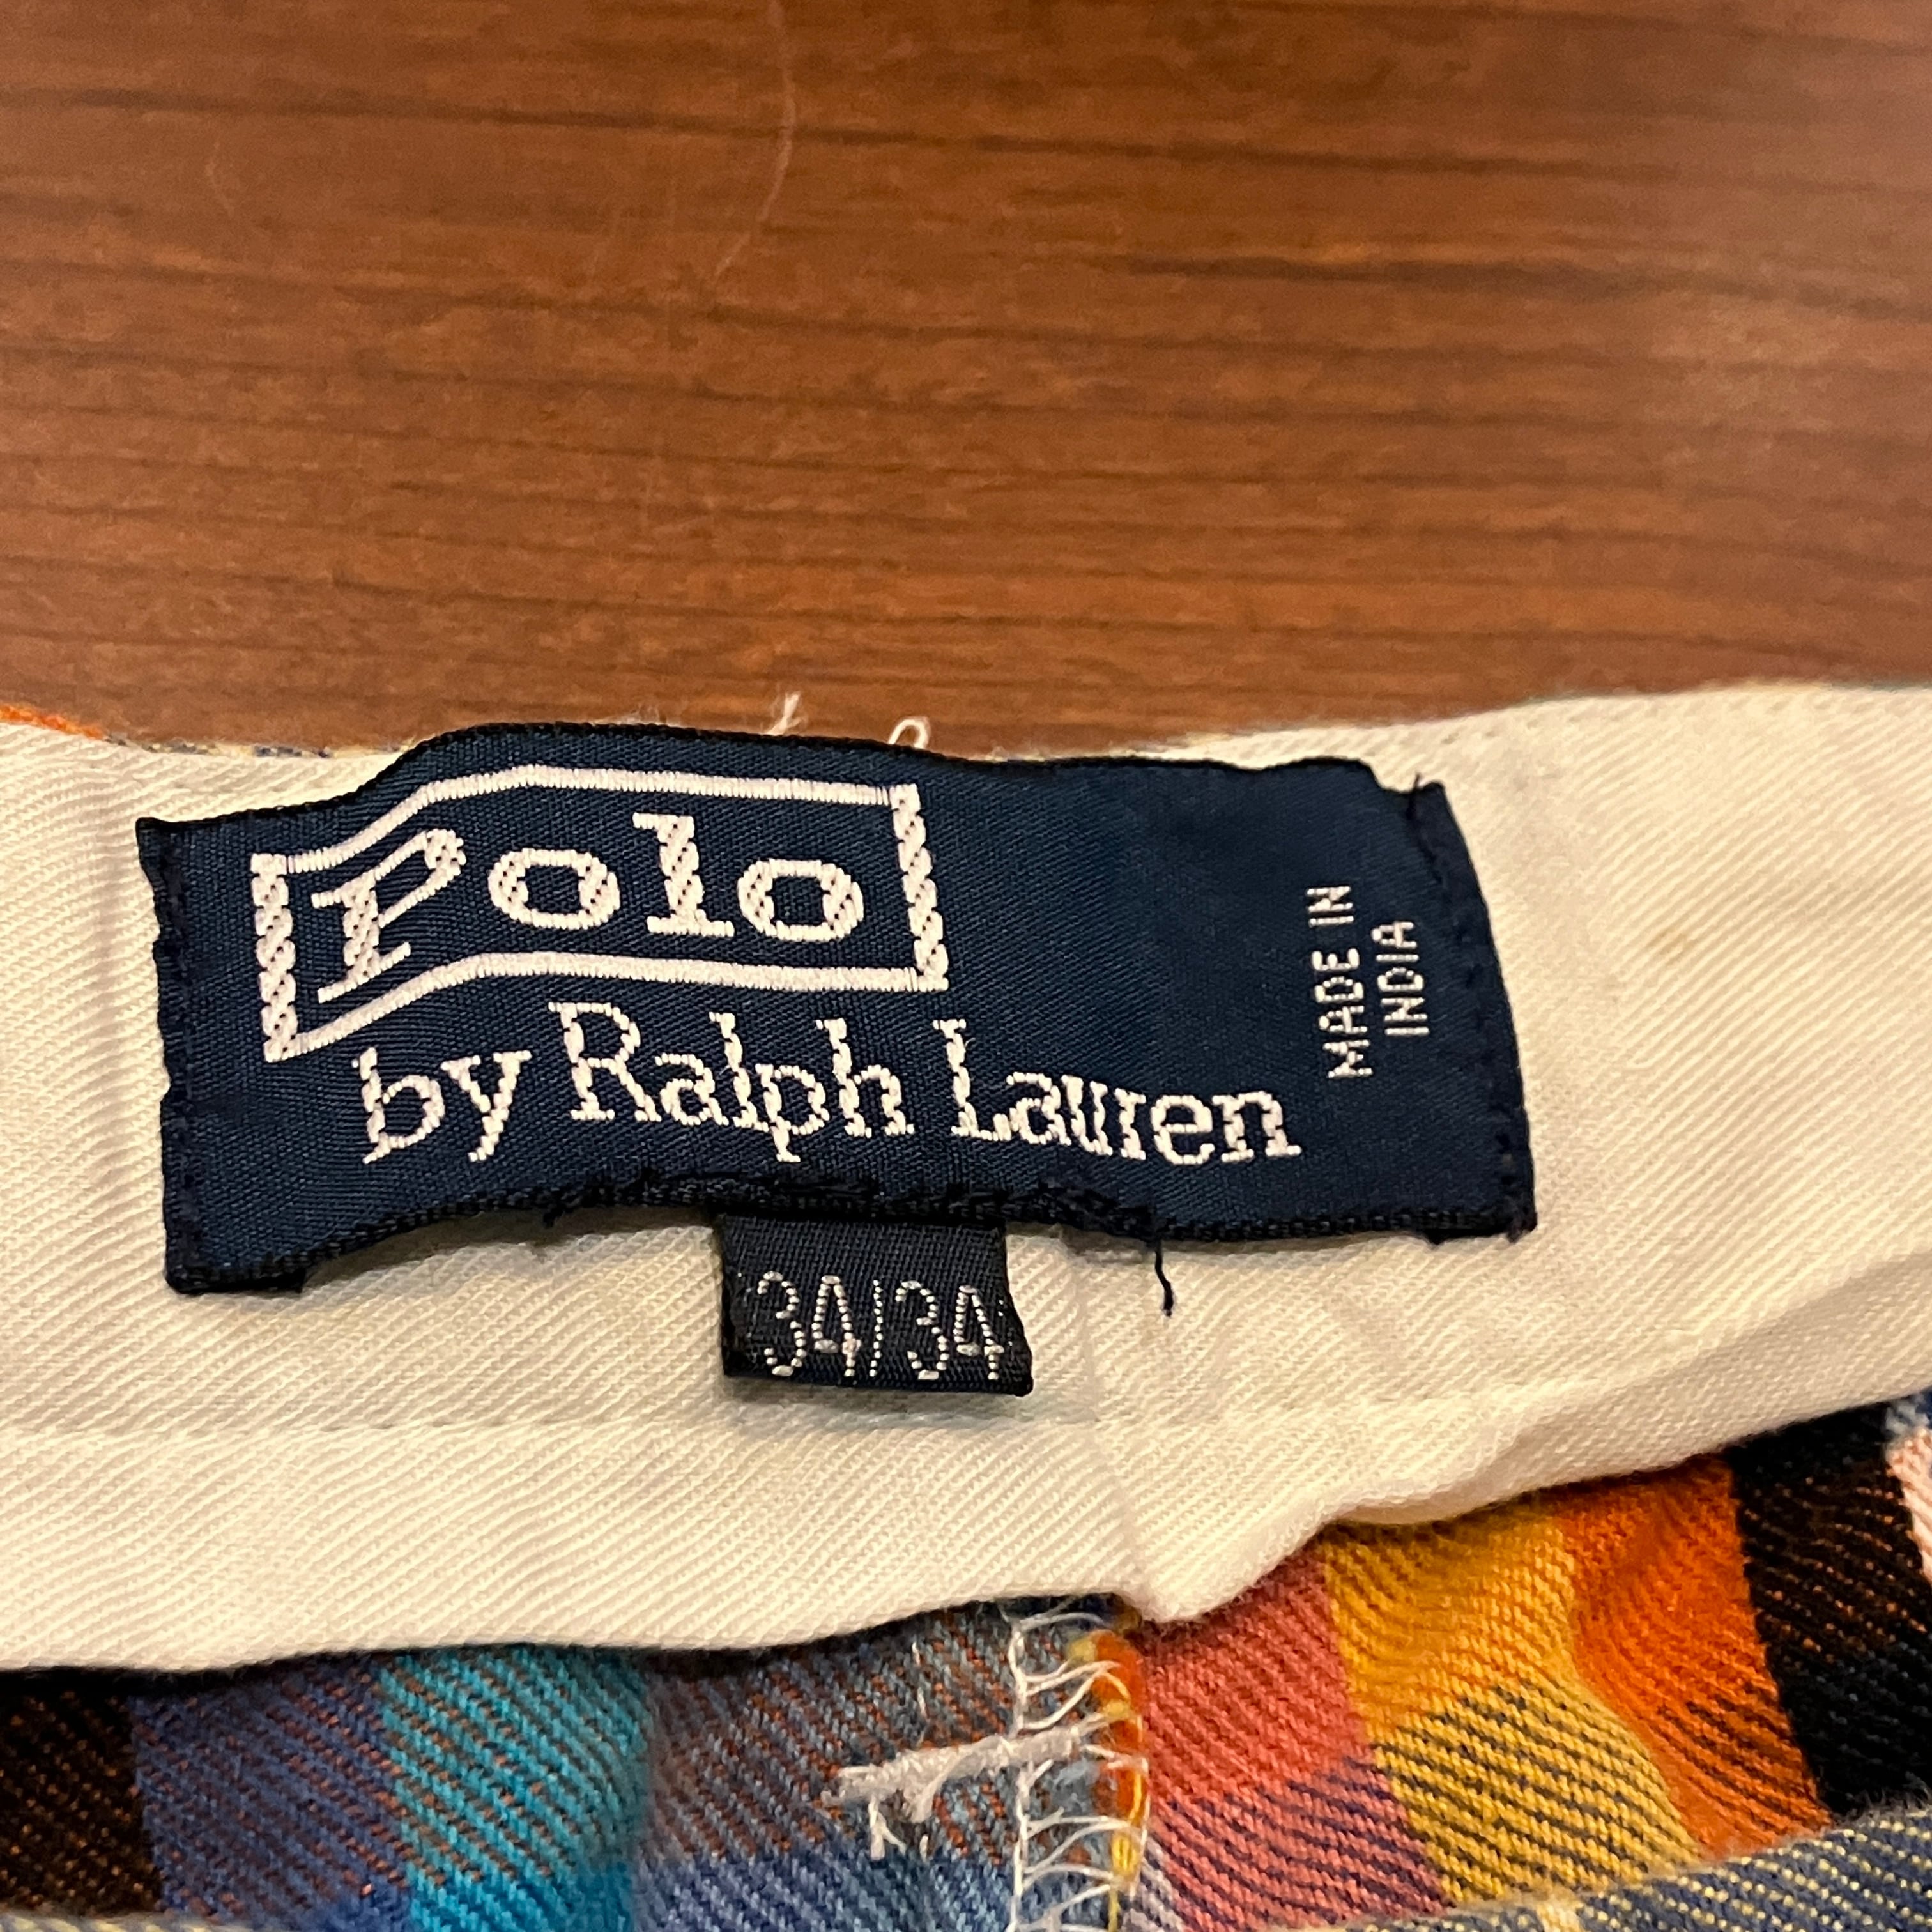 Polo
by Ralph Lauren
MADE IN
INDIA
34/34